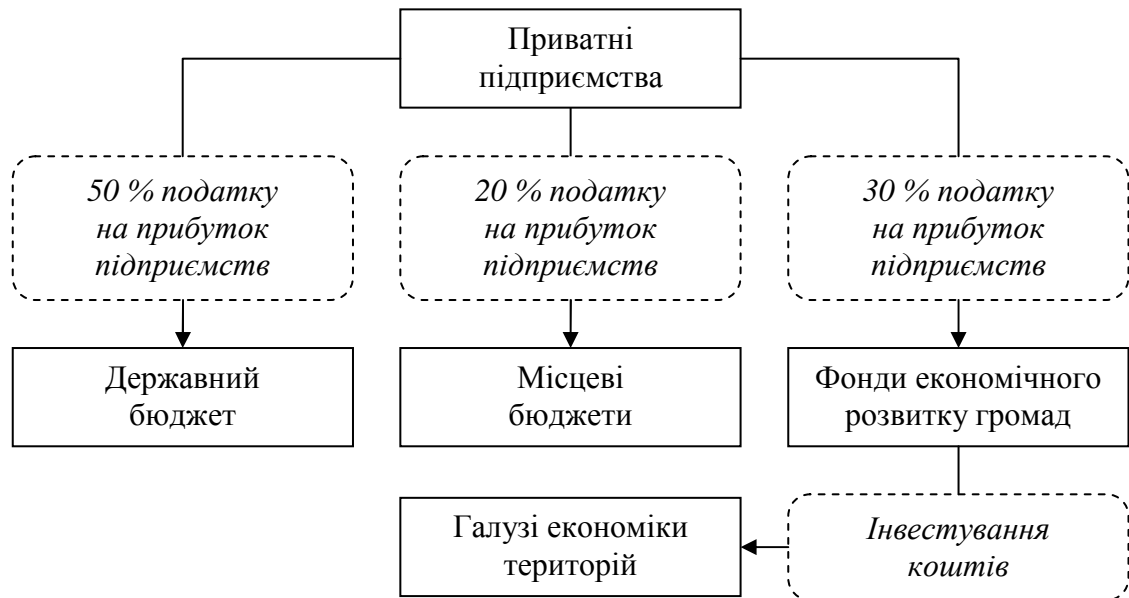 Приватні
підприємства
50 % податку
на прибуток
підприємств
20 % податку
на прибуток
підприємств
30 % податку
на прибуток
підприємств
Державний
бюджет
Місцеві
бюджети
Фонди економічного
розвитку громад
Галузі економіки
територій
Інвестування
коштів